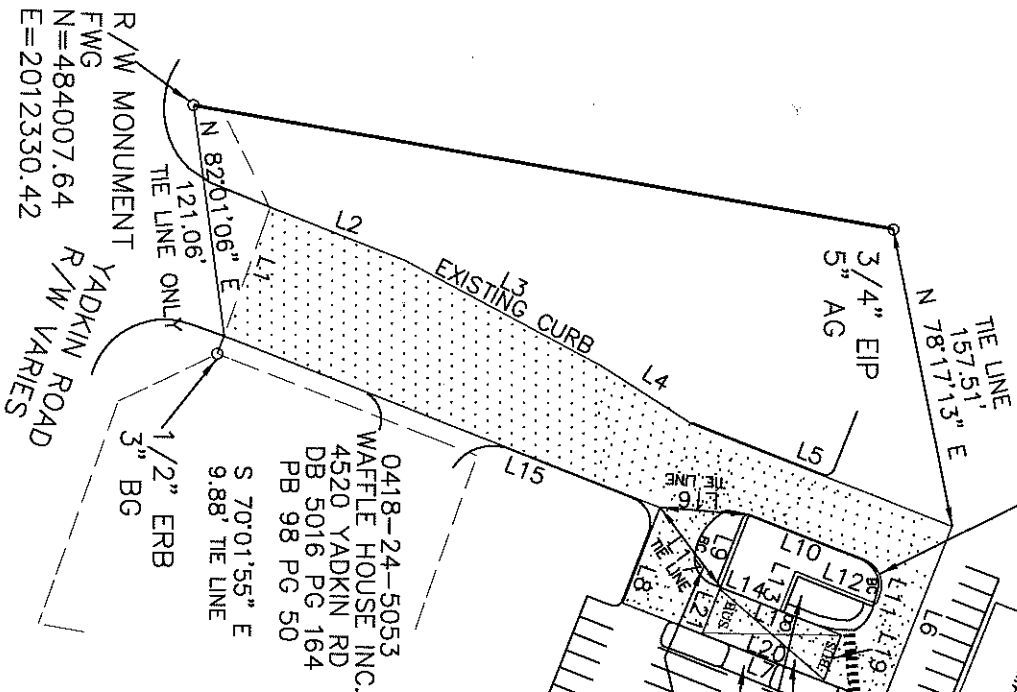 R/W MONUMENT
FWG
N=484007.64
E=2012330.42
N 82°01'06" E
121.06'
TIE LINE ONLY
YADKIN ROAD
R/W VARIES
L1
L2
L3
EXISTING CURB
L4
L5
3/4" EIP
5" AG
TIE LINE
157.51'
N 78°17'13" E
1/2" ERB
3" BG
S 70°01'55" E
9.88' TIE LINE
0418-24-5053
WAFFLE HOUSE INC.
4520 YADKIN RD
DB 5016 PG 164
PB 98 PG 50
L15
L16
TIE LINE
TIE LINE
L8
L9
BC
L10
L12
BC
L13
L14
L21
L20
L7
L11
L19
L6